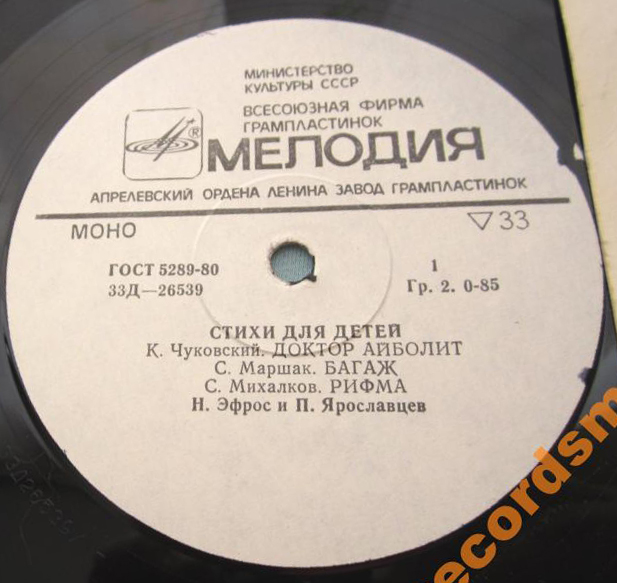 МИНИСТЕРСТВО
КУЛЬТУРЫ СССР
ВСЕСОЮЗНАЯ ФИРМА
ГРАМПЛАСТИНОК
®
МЕЛОДИЯ
АПРЕЛЕВСКИЙ ОРДЕНА ЛЕНИНА ЗАВОД ГРАМПЛАСТИНОК
МОНО
▽33
ГОСТ 5289-80
33Д—26539
1
Гр. 2. 0-85
СТИХИ ДЛЯ ДЕТЕЙ
К. Чуковский. ДОКТОР АЙБОЛИТ
С. Маршак. БАГАЖ
С. Михалков. РИФМА
Н. Эфрос и П. Ярославцев
ecordsm